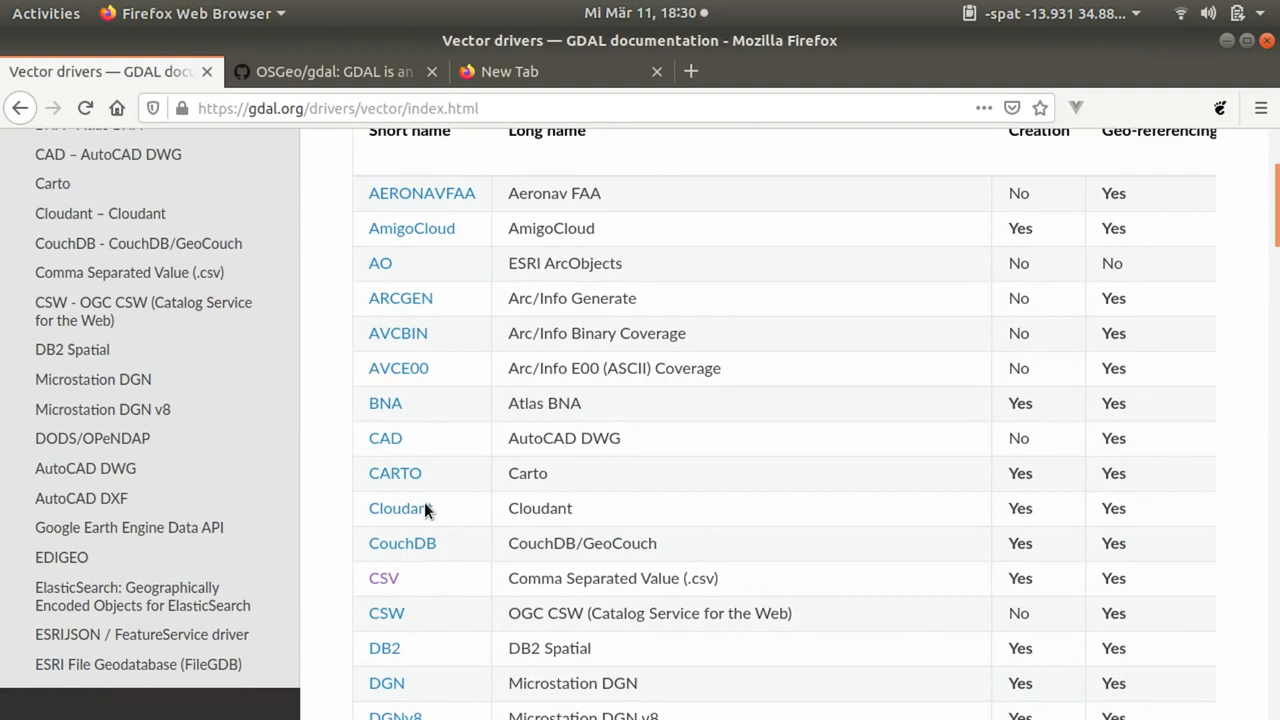 Activities Firefox Web Browser Mi Mär 11, 18:30 -spat -13.931 34.88...
Vector drivers — GDAL documentation - Mozilla Firefox
Vector drivers — GDAL doc OSGeo/gdal: GDAL is an New Tab
https://gdal.org/drivers/vector/index.html
CAD – AutoCAD DWG
Carto
Cloudant – Cloudant
CouchDB - CouchDB/GeoCouch
Comma Separated Value (.csv)
CSW - OGC CSW (Catalog Service
for the Web)
DB2 Spatial
Microstation DGN
Microstation DGN v8
DODS/OPeNDAP
AutoCAD DWG
AutoCAD DXF
Google Earth Engine Data API
EDIGEO
ElasticSearch: Geographically
Encoded Objects for ElasticSearch
ESRIJSON / FeatureService driver
ESRI File Geodatabase (FileGDB)
Short name Long name Creation Geo-referencing
AERONAVFAA Aeronav FAA No Yes
AmigoCloud AmigoCloud Yes Yes
AO ESRI ArcObjects No No
ARCGEN Arc/Info Generate No Yes
AVCBIN Arc/Info Binary Coverage No Yes
AVCE00 Arc/Info E00 (ASCII) Coverage No Yes
BNA Atlas BNA Yes Yes
CAD AutoCAD DWG No Yes
CARTO Carto Yes Yes
Cloudant Cloudant Yes Yes
CouchDB CouchDB/GeoCouch Yes Yes
CSV Comma Separated Value (.csv) Yes Yes
CSW OGC CSW (Catalog Service for the Web) No Yes
DB2 DB2 Spatial Yes Yes
DGN Microstation DGN Yes Yes
DGNv8 Microstation DGN v8 Yes Yes